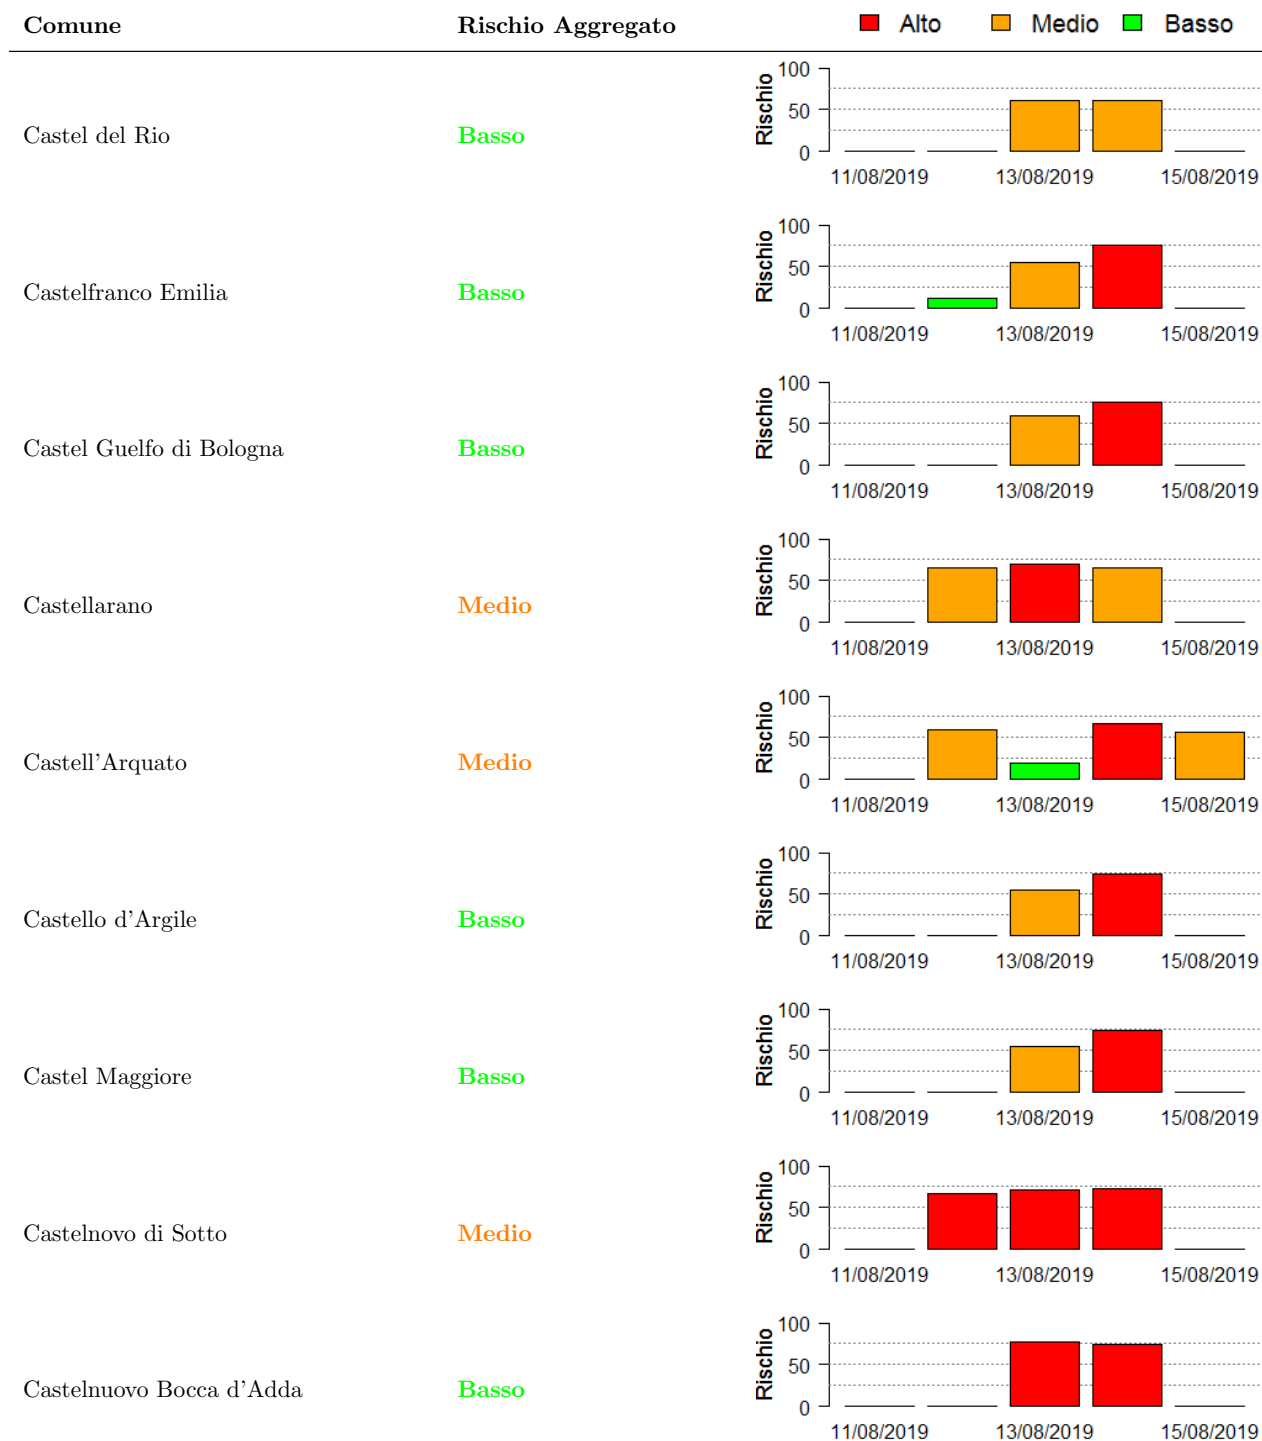 Comune Rischio Aggregato Alto Medio Basso
Castel del Rio Basso
Rischio
100
50
0
11/08/2019 13/08/2019 15/08/2019
Castelfranco Emilia Basso
Rischio
100
50
0
11/08/2019 13/08/2019 15/08/2019
Castel Guelfo di Bologna Basso
Rischio
100
50
0
11/08/2019 13/08/2019 15/08/2019
Castellarano Medio
Rischio
100
50
0
11/08/2019 13/08/2019 15/08/2019
Castell'Arquato Medio
Rischio
100
50
0
11/08/2019 13/08/2019 15/08/2019
Castello d'Argile Basso
Rischio
100
50
0
11/08/2019 13/08/2019 15/08/2019
Castel Maggiore Basso
Rischio
100
50
0
11/08/2019 13/08/2019 15/08/2019
Castelnovo di Sotto Medio
Rischio
100
50
0
11/08/2019 13/08/2019 15/08/2019
Castelnuovo Bocca d'Adda Basso
Rischio
100
50
0
11/08/2019 13/08/2019 15/08/2019